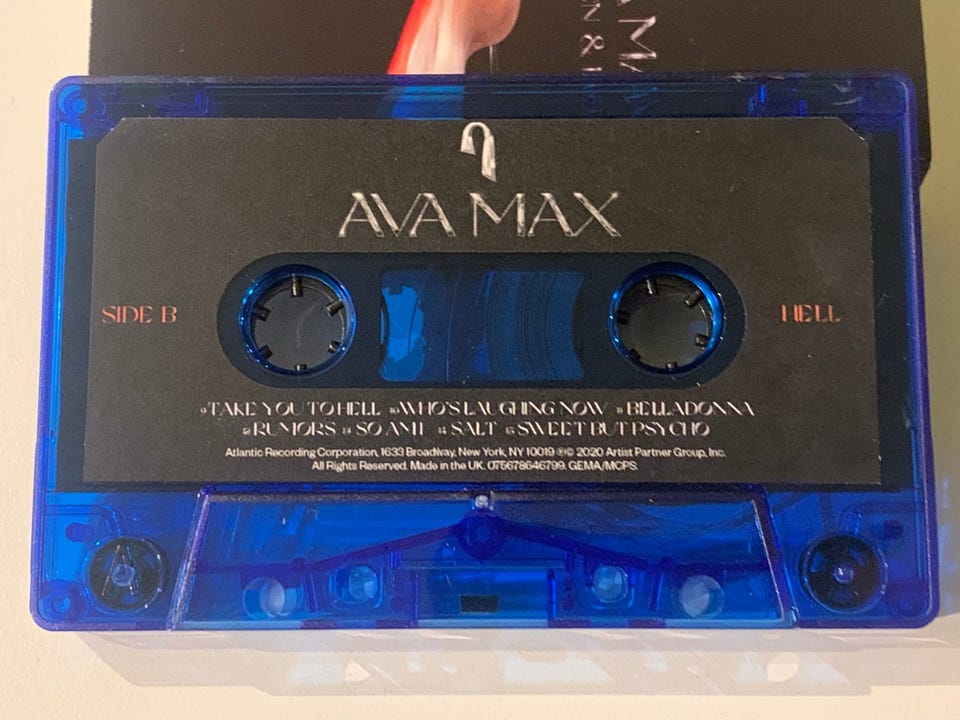 A MA
N & H
AVA MAX
SIDE B
HELL
9 TAKE YOU TO HELL 10 WHO'S LAUGHING NOW 11 BELLADONNA
12 RUMORS 13 SO AM I 14 SALT 15 SWEET BUT PSYCHO
Atlantic Recording Corporation, 1633 Broadway, New York, NY 10019 ℗© 2020 Artist Partner Group, Inc.
All Rights Reserved. Made in the UK. 075678646799. GEMA/MCPS.
A